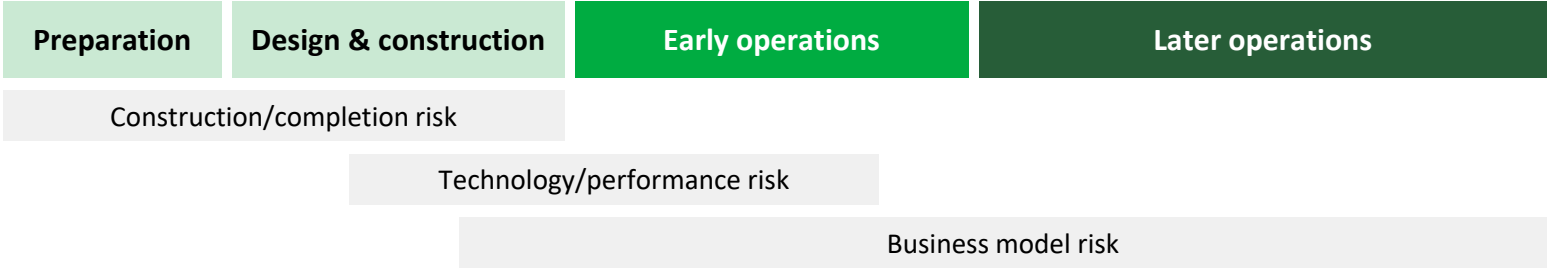 Preparation
Design & construction
Early operations
Later operations
Construction/completion risk
Technology/performance risk
Business model risk